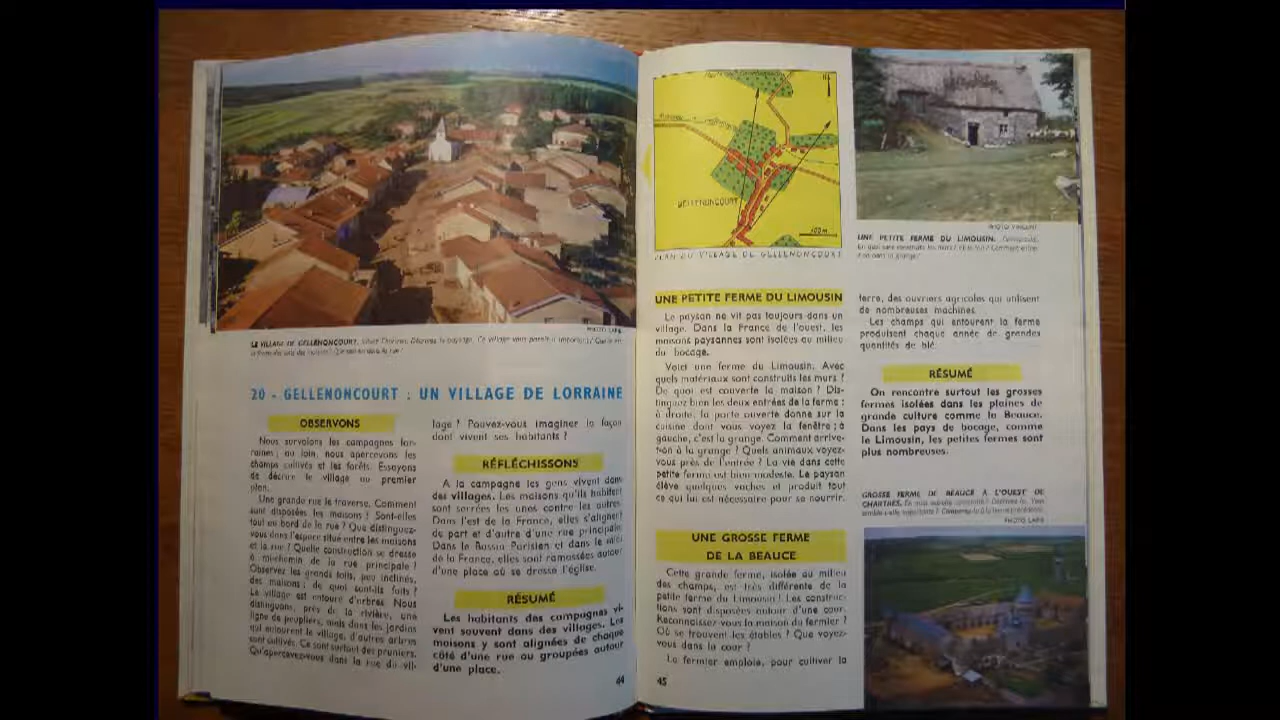 LE VILLAGE DE GELLENONCOURT.
20 - GELLENONCOURT : UN VILLAGE DE LORRAINE
OBSERVONS
Nous survolons les campagnes lor-
raines ; au loin, nous apercevons les
champs cultivés et les forêts. Essayons
de décrire le village au premier
plan.
Une grande rue le traverse. Comment
sont disposées les maisons ? Sont-elles
tout au bord de la rue ? Que distinguez-
vous dans l'espace situé entre les maisons
et la rue ? Quelle construction se dresse
à mi-chemin de la rue principale ?
Observez les grands toits, peu inclinés,
des maisons ; de quoi sont-ils faits ?
Le village est entouré d'arbres. Nous
distinguons, près de la rivière, une
ligne de peupliers, mais dans les jardins
qui entourent le village, d'autres arbres
sont cultivés. Ce sont surtout des pruniers.
Qu'apercevez-vous dans la rue du vil-
lage ? Pouvez-vous imaginer la façon
dont vivent ses habitants ?
RÉFLÉCHISSONS
A la campagne les gens vivent dans
des villages. Les maisons qu'ils habitent
sont serrées les unes contre les autres.
Dans l'est de la France, elles s'alignent
de part et d'autre d'une rue principale.
Dans le Bassin Parisien et dans le midi
de la France, elles sont ramassées autour
d'une place où se dresse l'église.
RÉSUMÉ
Les habitants des campagnes vi-
vent souvent dans des villages. Les
maisons y sont alignées de chaque
côté d'une rue ou groupées autour
d'une place.
44
GELLENONCOURT
PLAN DU VILLAGE DE GELLENONCOURT
UNE PETITE FERME DU LIMOUSIN
Le paysan ne vit pas toujours dans un
village. Dans la France de l'ouest, les
maisons paysannes sont isolées au milieu
du bocage.
Voici une ferme du Limousin. Avec
quels matériaux sont construits les murs ?
De quoi est couverte la maison ? Dis-
tinguez bien les deux entrées de la ferme :
à droite, la porte ouverte donne sur la
cuisine dont vous voyez la fenêtre ; à
gauche, c'est la grange. Comment arrive-
t-on à la grange ? Quels animaux voyez-
vous près de l'entrée ? La vie dans cette
petite ferme est bien modeste. Le paysan
élève quelques vaches et produit tout
ce qui lui est nécessaire pour se nourrir.
UNE GROSSE FERME
DE LA BEAUCE
Cette grande ferme, isolée au milieu
des champs, est très différente de la
petite ferme du Limousin ! Les construc-
tions sont disposées autour d'une cour.
Reconnaissez-vous la maison du fermier ?
Où se trouvent les étables ? Que voyez-
vous dans la cour ?
Le fermier emploie, pour cultiver la
45
PHOTO VINCENT
UNE PETITE FERME DU LIMOUSIN.
terre, des ouvriers agricoles qui utilisent
de nombreuses machines.
Les champs qui entourent la ferme
produisent chaque année de grandes
quantités de blé.
RÉSUMÉ
On rencontre surtout les grosses
fermes isolées dans les plaines de
grande culture comme la Beauce.
Dans les pays de bocage, comme
le Limousin, les petites fermes sont
plus nombreuses.
GROSSE FERME DE BEAUCE A L'OUEST DE
CHARTRES.
PHOTO LAPIE